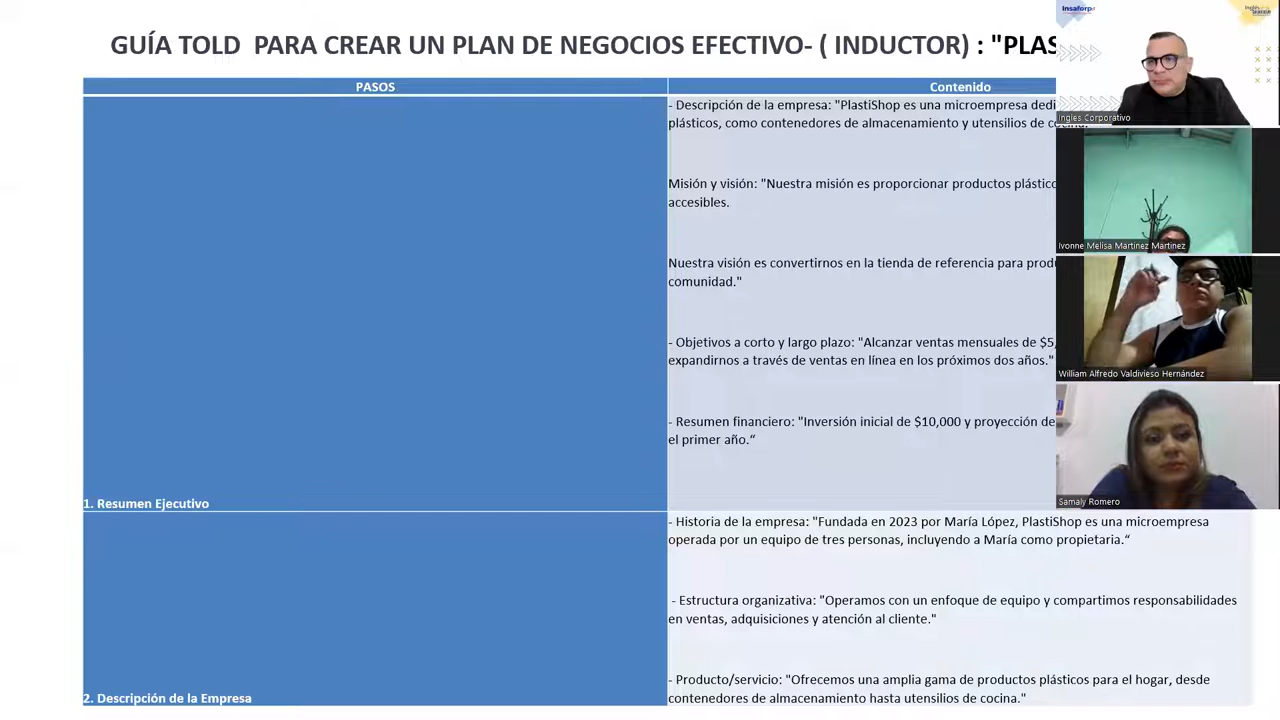 GUÍA TOLD PARA CREAR UN PLAN DE NEGOCIOS EFECTIVO- ( INDUCTOR) : "PLAS
PASOS
Contenido
- Descripción de la empresa: "PlastiShop es una microempresa dedi
plásticos, como contenedores de almacenamiento y utensilios de cocina.
Misión y visión: "Nuestra misión es proporcionar productos plástico
accesibles.
Nuestra visión es convertirnos en la tienda de referencia para produ
comunidad."
- Objetivos a corto y largo plazo: "Alcanzar ventas mensuales de $5,
expandirnos a través de ventas en línea en los próximos dos años."
- Resumen financiero: "Inversión inicial de $10,000 y proyección de
el primer año.“
1. Resumen Ejecutivo
- Historia de la empresa: "Fundada en 2023 por María López, PlastiShop es una microempresa
operada por un equipo de tres personas, incluyendo a María como propietaria.“
- Estructura organizativa: "Operamos con un enfoque de equipo y compartimos responsabilidades
en ventas, adquisiciones y atención al cliente."
- Producto/servicio: "Ofrecemos una amplia gama de productos plásticos para el hogar, desde
contenedores de almacenamiento hasta utensilios de cocina."
2. Descripción de la Empresa
Insaforp
Ingles Corporativo
Ivonne Melisa Martinez Martinez
William Alfredo Valdivieso Hernández
Samaly Romero